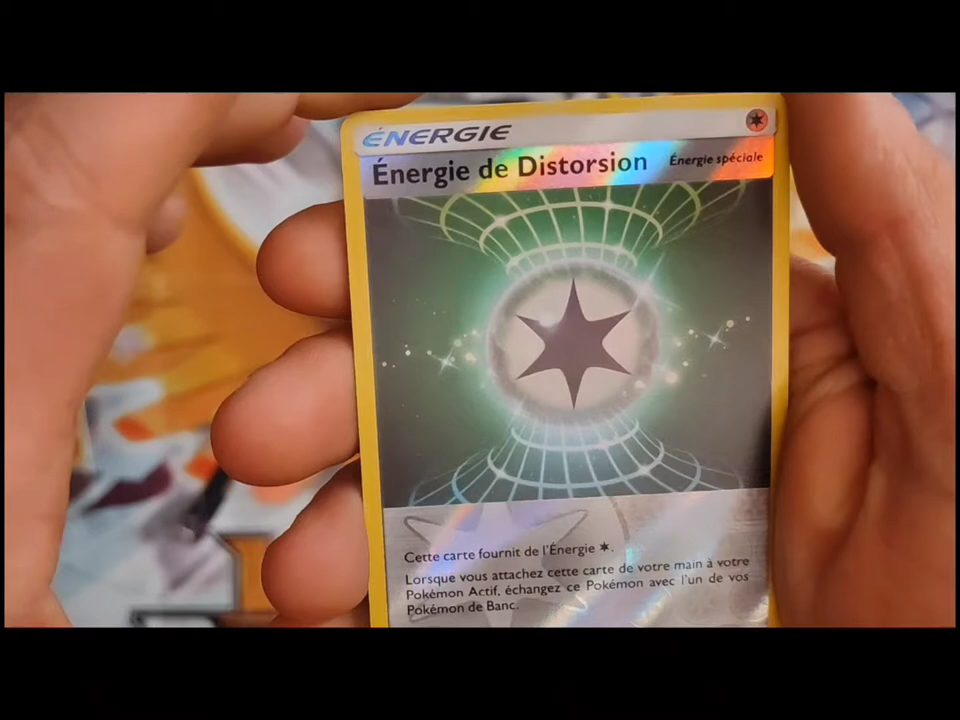 ÉNERGIE
Énergie de Distorsion Énergie spéciale
Cette carte fournit de l'Énergie
Lorsque vous attachez cette carte de votre main à votre
Pokémon Actif, échangez ce Pokémon avec l'un de vos
Pokémon de Banc.